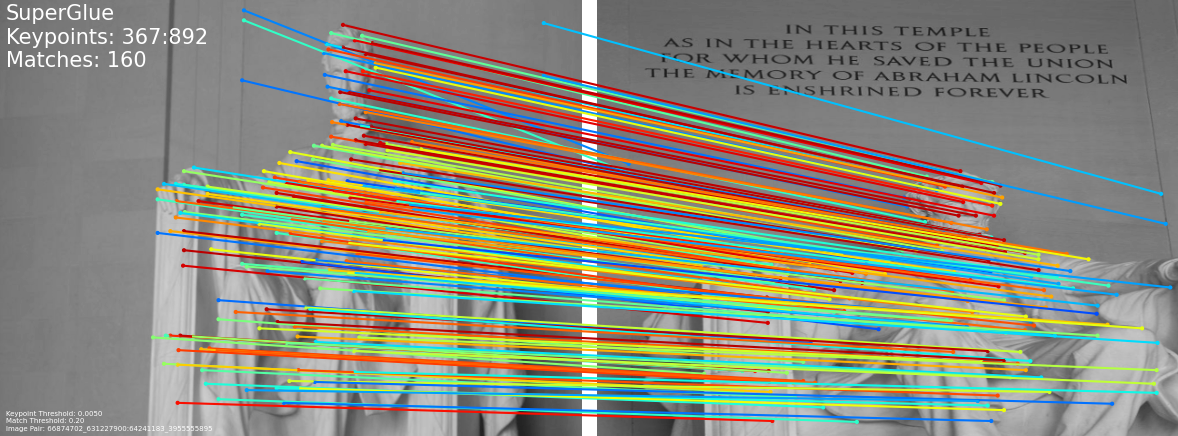 SuperGlue
Keypoints: 367:892
Matches: 160
IN THIS TEMPLE
AS IN THE HEARTS OF THE PEOPLE
FOR WHOM HE SAVED THE UNION
THE MEMORY OF ABRAHAM LINCOLN
IS ENSHRINED FOREVER
Keypoint Threshold: 0.0050
Match Threshold: 0.20
Image Pair: 66874702_631227900:64241183_3955555895